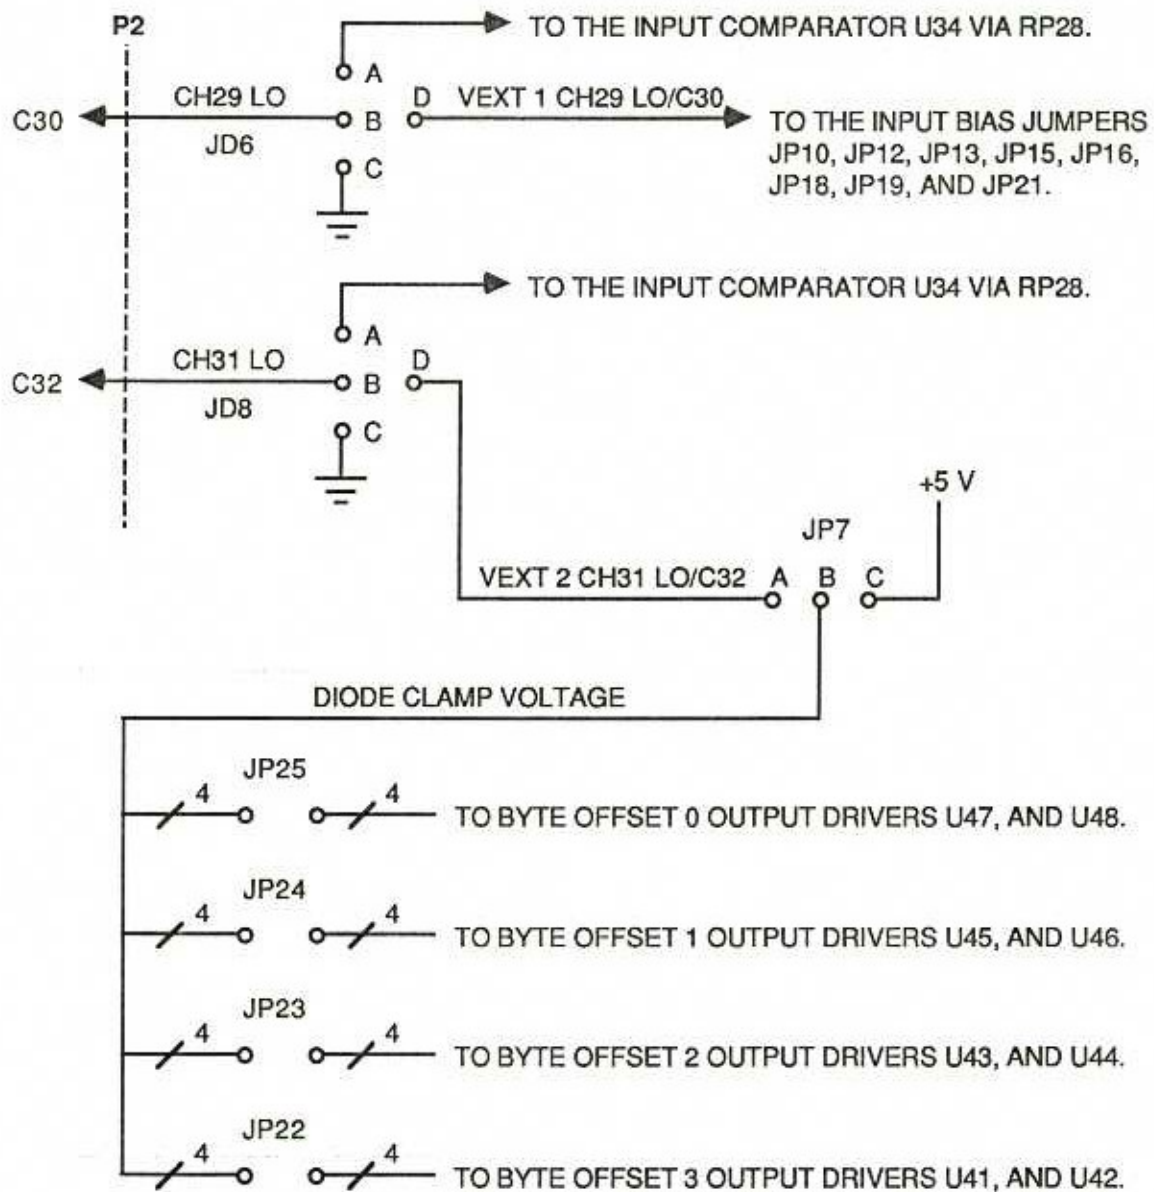 P2
TO THE INPUT COMPARATOR U34 VIA RP28.
A
CH29 LO
D
VEXT 1 CH29 LO/C30
C30
B
TO THE INPUT BIAS JUMPERS
JP10, JP12, JP13, JP15, JP16,
JP18, JP19, AND JP21.
JD6
C
TO THE INPUT COMPARATOR U34 VIA RP28.
A
CH31 LO
D
C32
B
JD8
C
+5 V
JP7
VEXT 2 CH31 LO/C32
A B C
DIODE CLAMP VOLTAGE
JP25
4 4
TO BYTE OFFSET 0 OUTPUT DRIVERS U47, AND U48.
JP24
4 4
TO BYTE OFFSET 1 OUTPUT DRIVERS U45, AND U46.
JP23
4 4
TO BYTE OFFSET 2 OUTPUT DRIVERS U43, AND U44.
JP22
4 4
TO BYTE OFFSET 3 OUTPUT DRIVERS U41, AND U42.